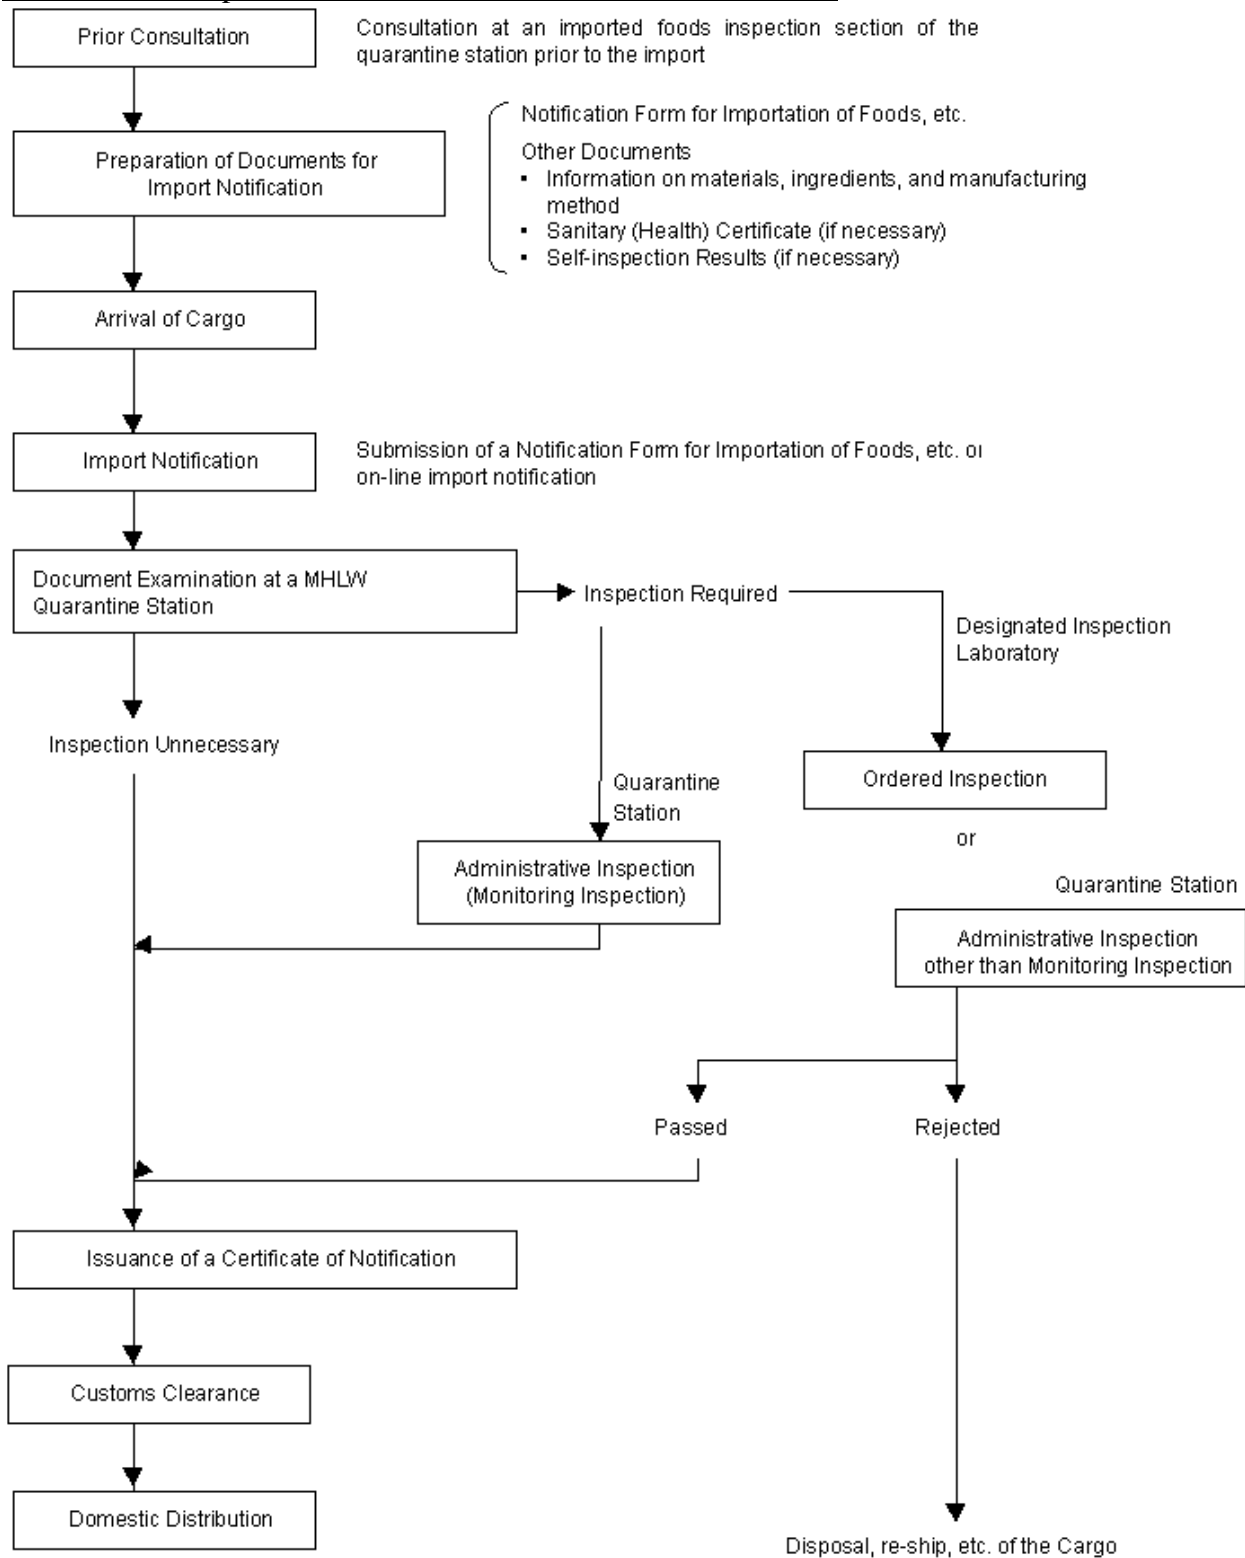 Prior Consultation
Consultation at an imported foods inspection section of the
quarantine station prior to the import
Notification Form for Importation of Foods, etc.
Other Documents
▪ Information on materials, ingredients, and manufacturing
method
▪ Sanitary (Health) Certificate (if necessary)
▪ Self-inspection Results (if necessary)
Preparation of Documents for
Import Notification
Arrival of Cargo
Import Notification
Submission of a Notification Form for Importation of Foods, etc. or
on-line import notification
Document Examination at a MHLW
Quarantine Station
Inspection Required
Designated Inspection
Laboratory
Inspection Unnecessary
Quarantine
Station
Ordered Inspection
or
Administrative Inspection
(Monitoring Inspection)
Quarantine Station
Administrative Inspection
other than Monitoring Inspection
Passed
Rejected
Issuance of a Certificate of Notification
Customs Clearance
Domestic Distribution
Disposal, re-ship, etc. of the Cargo